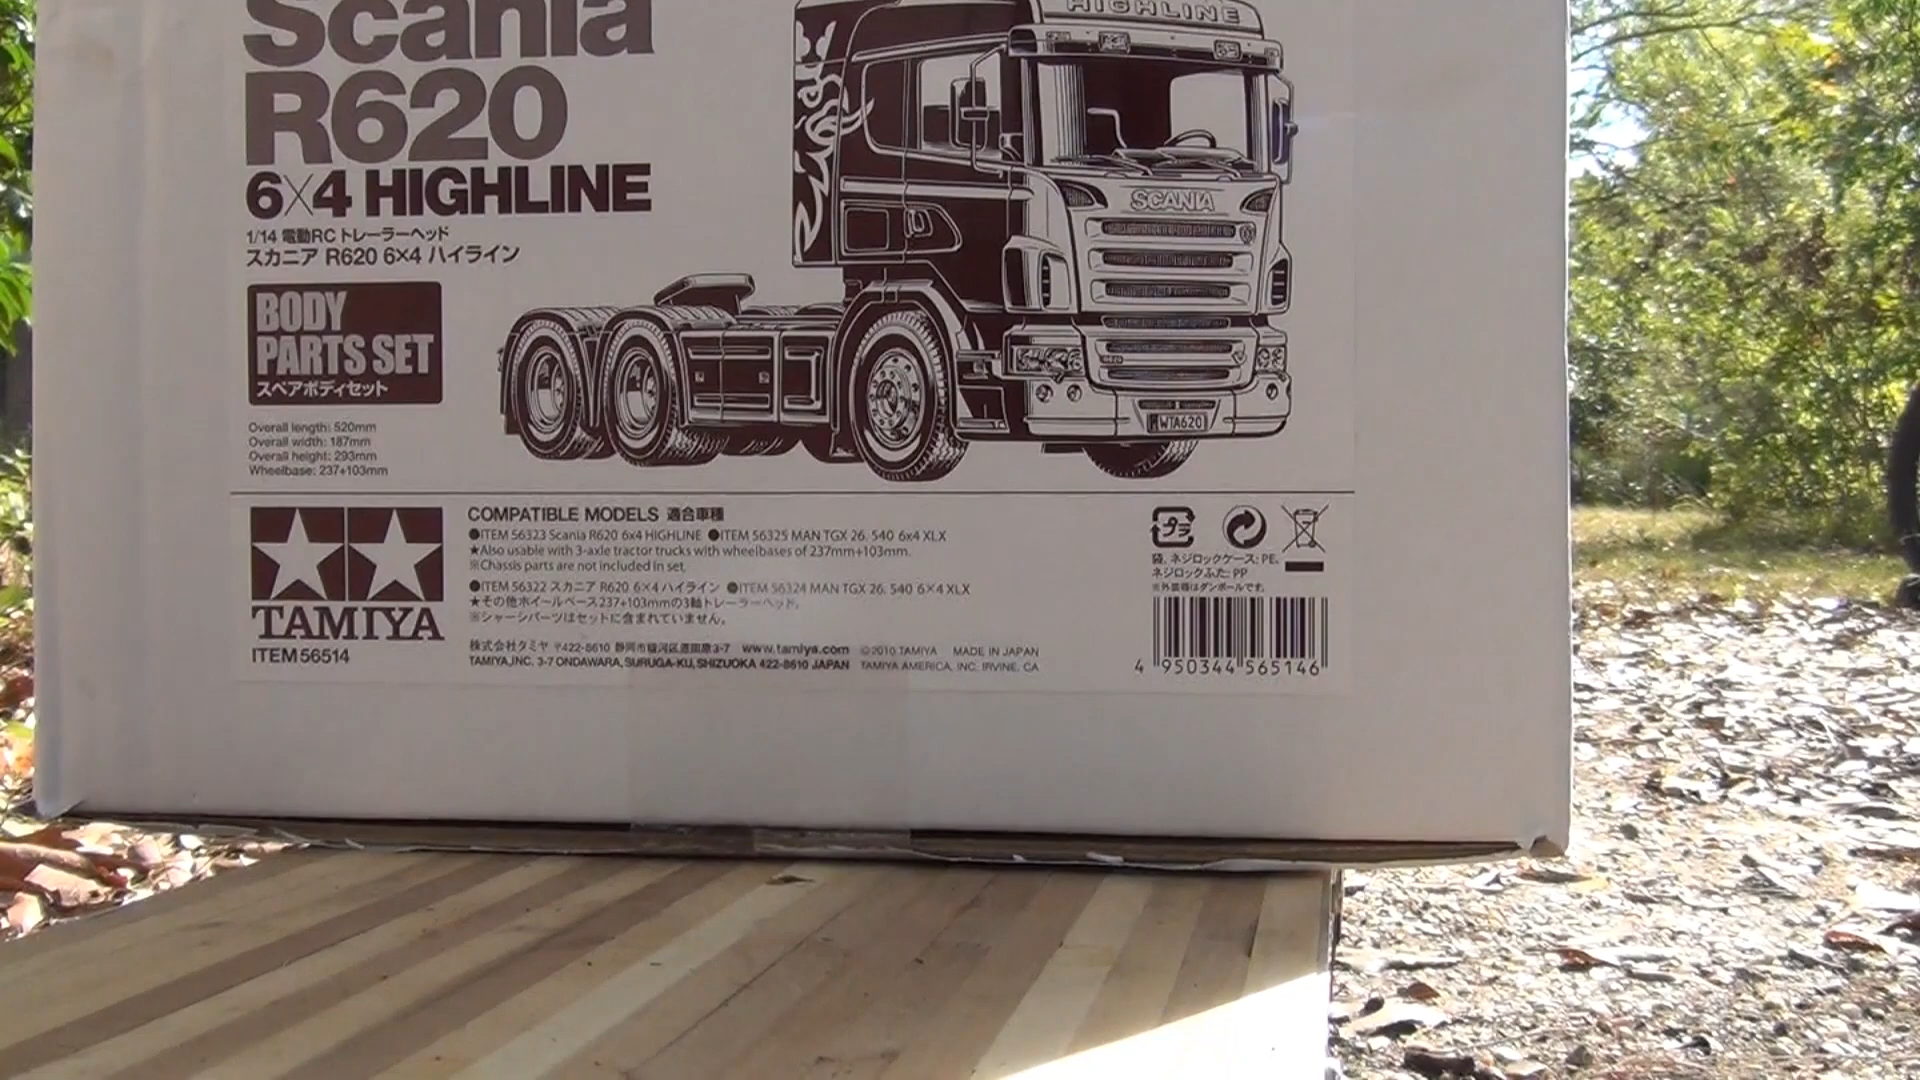 Scania
R620
6×4 HIGHLINE
1/14 電動RCトレーラーヘッド
スカニア R620 6×4 ハイライン
BODY
PARTS SET
スペアボディセット
Overall length: 520mm
Overall width: 187mm
Overall height: 293mm
Wheelbase: 237+103mm
HIGHLINE
SCANIA
WTA620
TAMIYA
ITEM 56514
COMPATIBLE MODELS 適合車種
●ITEM 56323 Scania R620 6x4 HIGHLINE ●ITEM 56325 MAN TGX 26. 540 6x4 XLX
★Also usable with 3-axle tractor trucks with wheelbases of 237mm+103mm.
※Chassis parts are not included in set.
●ITEM 56322 スカニア R620 6×4 ハイライン ●ITEM 56324 MAN TGX 26. 540 6×4 XLX
★その他ホイールベース237+103mmの3軸トレーラーヘッド。
※シャーシパーツはセットに含まれていません。
株式会社タミヤ 〒422-8610 静岡市駿河区恩田原3-7 www.tamiya.com ©2010 TAMIYA MADE IN JAPAN
TAMIYA,INC. 3-7 ONDAWARA, SURUGA-KU, SHIZUOKA 422-8610 JAPAN TAMIYA AMERICA, INC. IRVINE, CA
プラ
袋、ネジロックケース: PE、
ネジロックふた: PP
※外装箱はダンボールです。
4 950344 565146